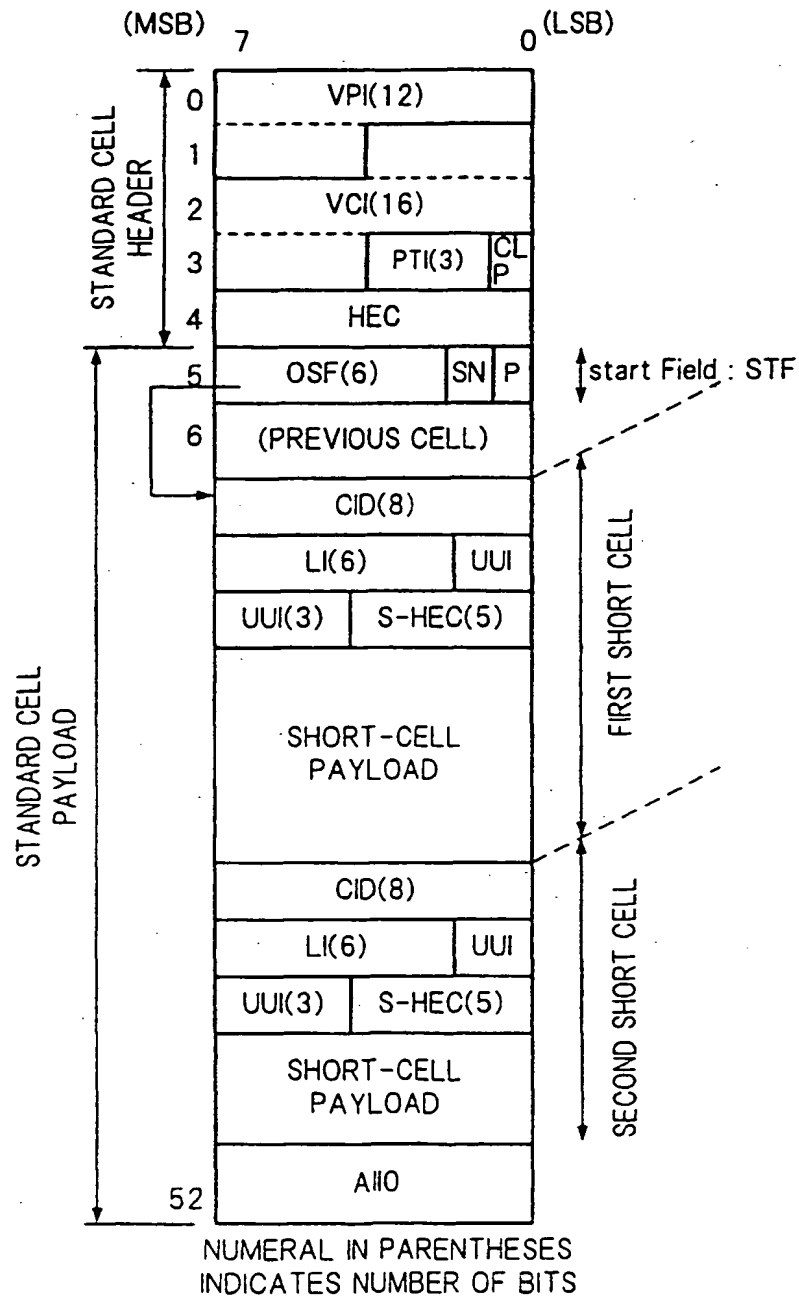 (MSB) 7 0 (LSB)
STANDARD CELL
HEADER
0 VPI(12)
1
2 VCI(16)
3 PTI(3) CL
P
4 HEC
5 OSF(6) SN P start Field : STF
6 (PREVIOUS CELL)
CID(8)
LI(6) UUI
UUI(3) S-HEC(5)
SHORT-CELL
PAYLOAD
FIRST SHORT CELL
STANDARD CELL
PAYLOAD
CID(8)
LI(6) UUI
UUI(3) S-HEC(5)
SHORT-CELL
PAYLOAD
SECOND SHORT CELL
All0
52
NUMERAL IN PARENTHESES
INDICATES NUMBER OF BITS